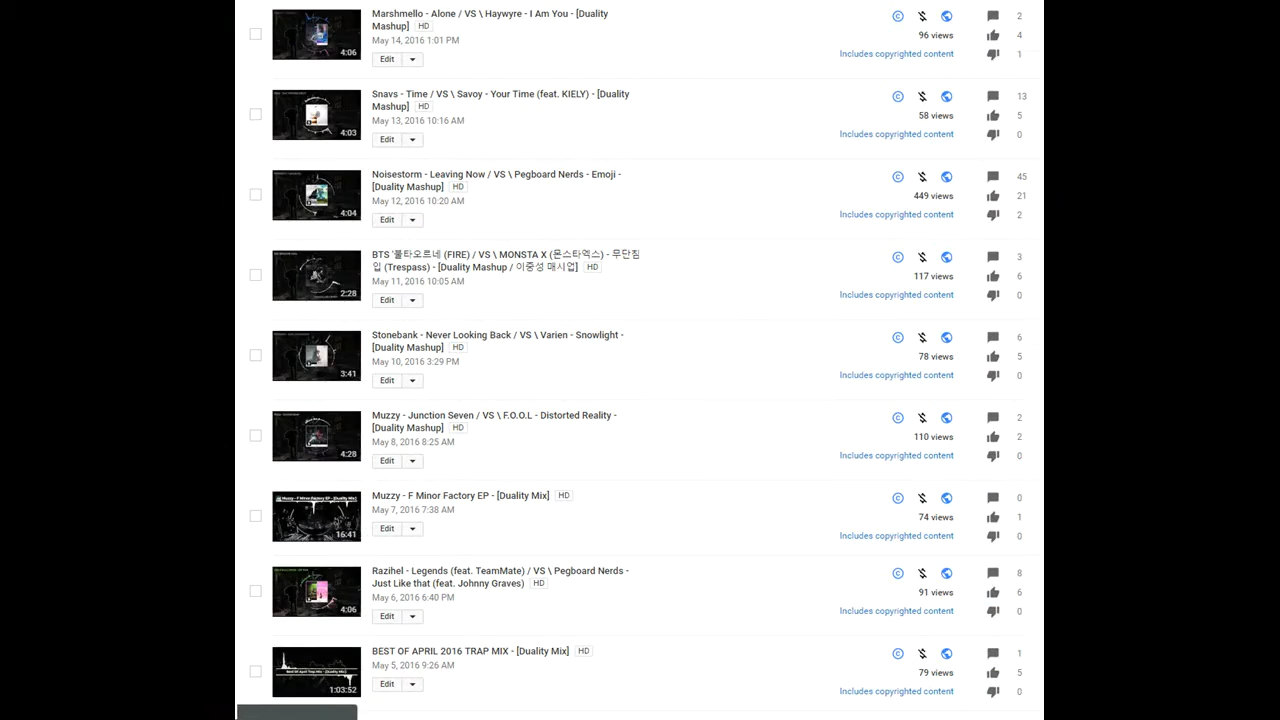 Marshmello - Alone / VS \ Haywyre - I Am You - [Duality
Mashup] HD
May 14, 2016 1:01 PM
Edit
4:06
96 views
Includes copyrighted content
2
4
1
Snavs - Time / VS \ Savoy - Your Time (feat. KIELY) - [Duality
Mashup] HD
May 13, 2016 10:16 AM
Edit
4:03
58 views
Includes copyrighted content
13
5
0
Noisestorm - Leaving Now / VS \ Pegboard Nerds - Emoji -
[Duality Mashup] HD
May 12, 2016 10:20 AM
Edit
4:04
449 views
Includes copyrighted content
45
21
2
BTS '불타오르네 (FIRE) / VS \ MONSTA X (몬스타엑스) - 무단침
입 (Trespass) - [Duality Mashup / 이중성 매시업] HD
May 11, 2016 10:05 AM
Edit
2:28
117 views
Includes copyrighted content
3
6
0
Stonebank - Never Looking Back / VS \ Varien - Snowlight -
[Duality Mashup] HD
May 10, 2016 3:29 PM
Edit
3:41
78 views
Includes copyrighted content
6
5
0
Muzzy - Junction Seven / VS \ F.O.O.L - Distorted Reality -
[Duality Mashup] HD
May 8, 2016 8:25 AM
Edit
4:28
110 views
Includes copyrighted content
2
2
0
Muzzy - F Minor Factory EP - [Duality Mix] HD
May 7, 2016 7:38 AM
Edit
Muzzy - F Minor Factory EP - [Duality Mix]
16:41
74 views
Includes copyrighted content
0
1
0
Razihel - Legends (feat. TeamMate) / VS \ Pegboard Nerds -
Just Like that (feat. Johnny Graves) HD
May 6, 2016 6:40 PM
Edit
4:06
91 views
Includes copyrighted content
8
6
0
BEST OF APRIL 2016 TRAP MIX - [Duality Mix] HD
May 5, 2016 9:26 AM
Edit
Best Of April Trap Mix - [Duality Mix]
1:03:52
79 views
Includes copyrighted content
1
5
0